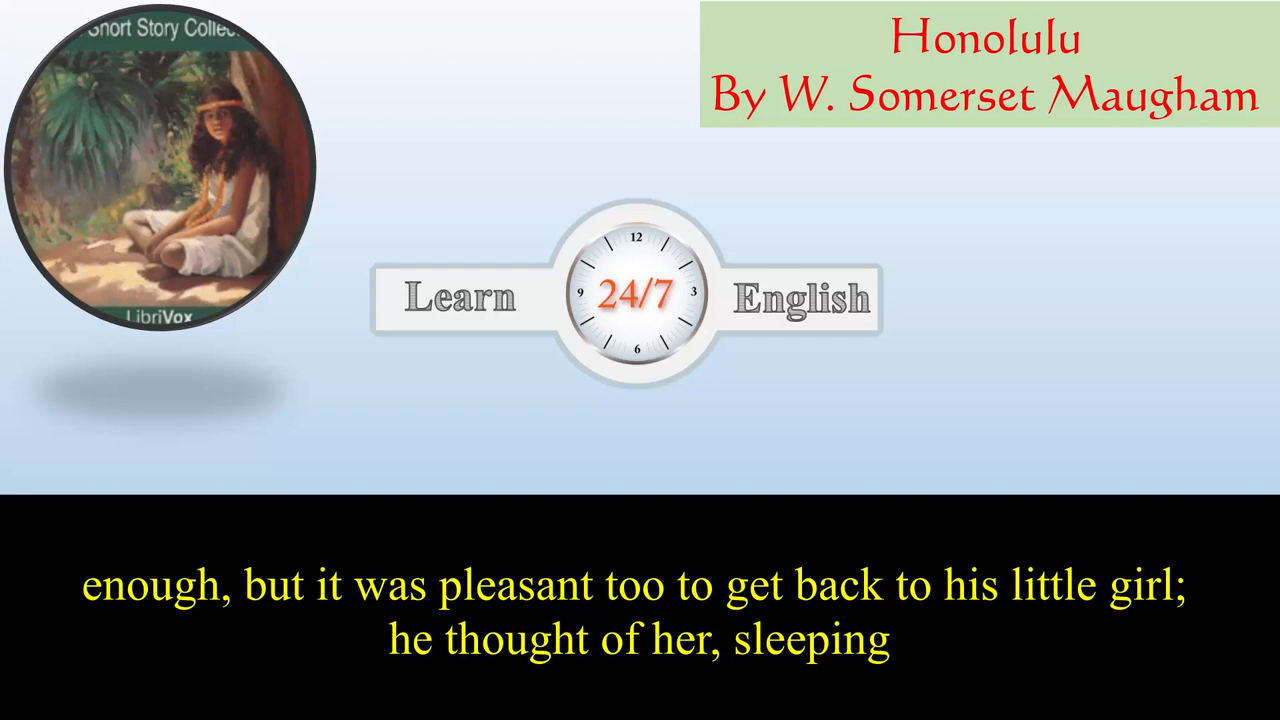 Short Story Collec
LibriVox
Honolulu
By W. Somerset Maugham
Learn 24/7 English
12
9
3
6
enough, but it was pleasant too to get back to his little girl;
he thought of her, sleeping